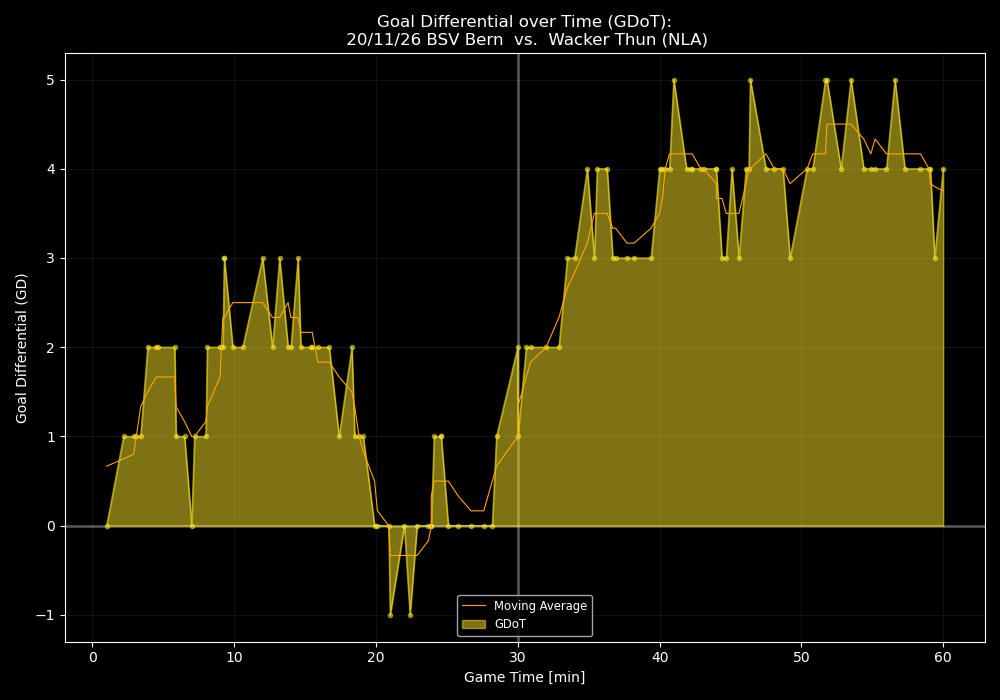 Goal Differential over Time (GDoT):
20/11/26 BSV Bern  vs.  Wacker Thun (NLA)
Goal Differential (GD)
5
4
3
2
1
0
−1
Moving Average
GDoT
0 10 20 30 40 50 60
Game Time [min]